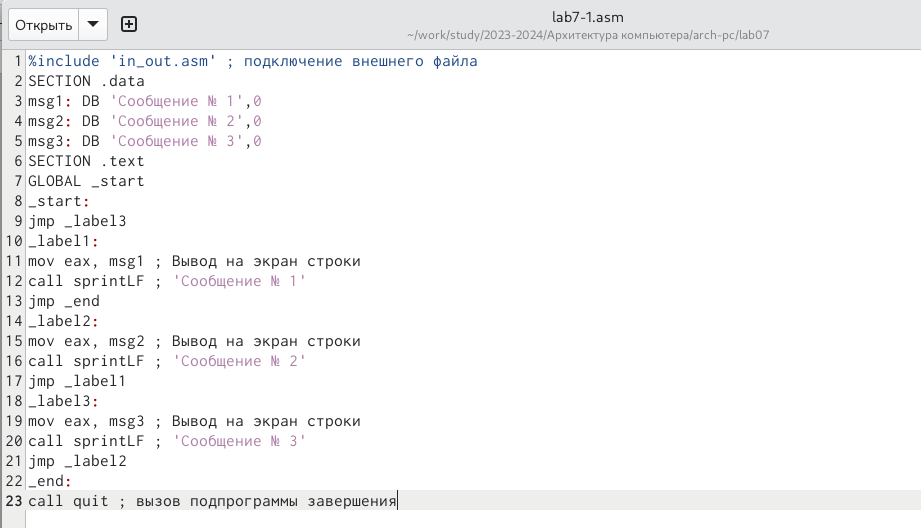 Открыть
lab7-1.asm
~/work/study/2023-2024/Архитектура компьютера/arch-pc/lab07
1 %include 'in_out.asm' ; подключение внешнего файла
2 SECTION .data
3 msg1: DB 'Сообщение № 1',0
4 msg2: DB 'Сообщение № 2',0
5 msg3: DB 'Сообщение № 3',0
6 SECTION .text
7 GLOBAL _start
8 _start:
9 jmp _label3
10 _label1:
11 mov eax, msg1 ; Вывод на экран строки
12 call sprintLF ; 'Сообщение № 1'
13 jmp _end
14 _label2:
15 mov eax, msg2 ; Вывод на экран строки
16 call sprintLF ; 'Сообщение № 2'
17 jmp _label1
18 _label3:
19 mov eax, msg3 ; Вывод на экран строки
20 call sprintLF ; 'Сообщение № 3'
21 jmp _label2
22 _end:
23 call quit ; вызов подпрограммы завершения